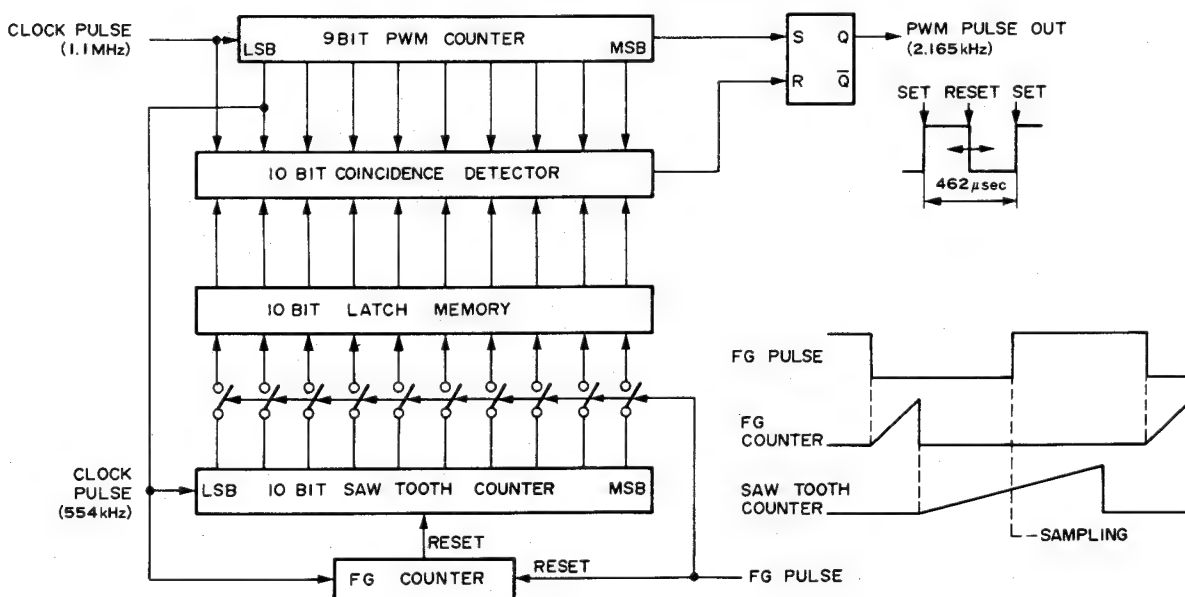 CLOCK PULSE
(1.1MHz)
9 BIT PWM COUNTER
LSB
MSB
S Q
R Q̅
PWM PULSE OUT
(2.165kHz)
SET RESET SET
462μsec
10 BIT COINCIDENCE DETECTOR
10 BIT LATCH MEMORY
FG PULSE
FG
COUNTER
SAW TOOTH
COUNTER
SAMPLING
CLOCK
PULSE
(554kHz)
LSB 10 BIT SAW TOOTH COUNTER MSB
RESET
FG COUNTER
RESET
FG PULSE